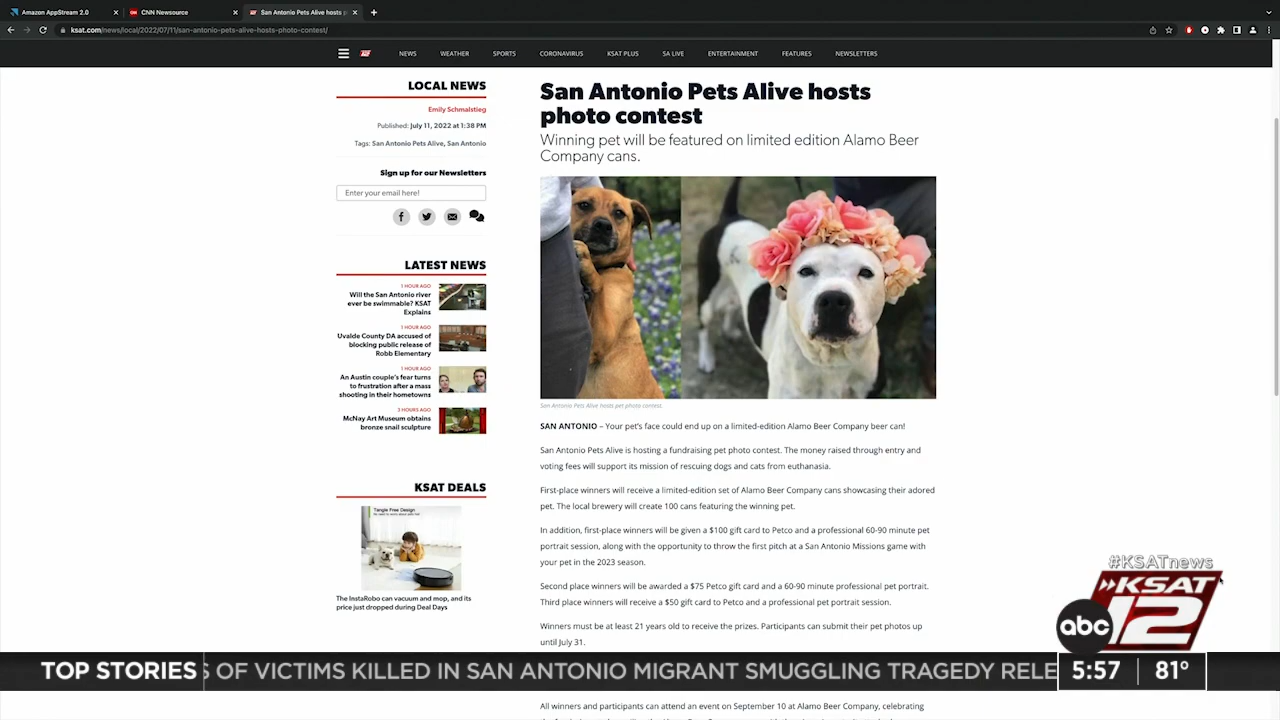 Amazon AppStream 2.0
CNN Newsource
San Antonio Pets Alive hosts p
ksat.com/news/local/2022/07/11/san-antonio-pets-alive-hosts-photo-contest/
NEWS WEATHER SPORTS CORONAVIRUS KSAT PLUS SA LIVE ENTERTAINMENT FEATURES NEWSLETTERS
LOCAL NEWS
Emily Schmalstieg
Published: July 11, 2022 at 1:38 PM
Tags: San Antonio Pets Alive, San Antonio
Sign up for our Newsletters
Enter your email here!
LATEST NEWS
1 HOUR AGO
Will the San Antonio river
ever be swimmable? KSAT
Explains
1 HOUR AGO
Uvalde County DA accused of
blocking public release of
Robb Elementary
1 HOUR AGO
An Austin couple's fear turns
to frustration after a mass
shooting in their hometowns
3 HOURS AGO
McNay Art Museum obtains
bronze snail sculpture
KSAT DEALS
Tangle Free Design
The InstaRobo can vacuum and mop, and its
price just dropped during Deal Days
San Antonio Pets Alive hosts
photo contest
Winning pet will be featured on limited edition Alamo Beer
Company cans.
San Antonio Pets Alive hosts pet photo contest.
SAN ANTONIO – Your pet's face could end up on a limited-edition Alamo Beer Company beer can!
San Antonio Pets Alive is hosting a fundraising pet photo contest. The money raised through entry and
voting fees will support its mission of rescuing dogs and cats from euthanasia.
First-place winners will receive a limited-edition set of Alamo Beer Company cans showcasing their adored
pet. The local brewery will create 100 cans featuring the winning pet.
In addition, first-place winners will be given a $100 gift card to Petco and a professional 60-90 minute pet
portrait session, along with the opportunity to throw the first pitch at a San Antonio Missions game with
your pet in the 2023 season.
Second place winners will be awarded a $75 Petco gift card and a 60-90 minute professional pet portrait.
Third place winners will receive a $50 gift card to Petco and a professional pet portrait session.
Winners must be at least 21 years old to receive the prizes. Participants can submit their pet photos up
until July 31.
#KSATnews
KSAT
abc 12
TOP STORIES S OF VICTIMS KILLED IN SAN ANTONIO MIGRANT SMUGGLING TRAGEDY RELE
5:57 81°
All winners and participants can attend an event on September 10 at Alamo Beer Company, celebrating